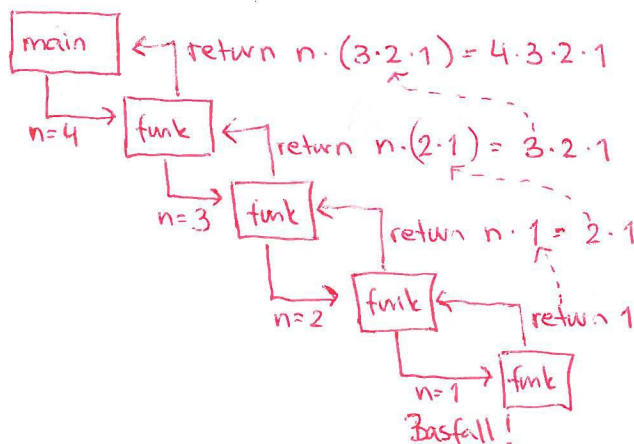 main
return n · (3·2·1) = 4·3·2·1
n=4
funk
return n·(2·1) = 3·2·1
n=3
funk
return n·1 = 2·1
n=2
funk
return 1
n=1
funk
Basfall!